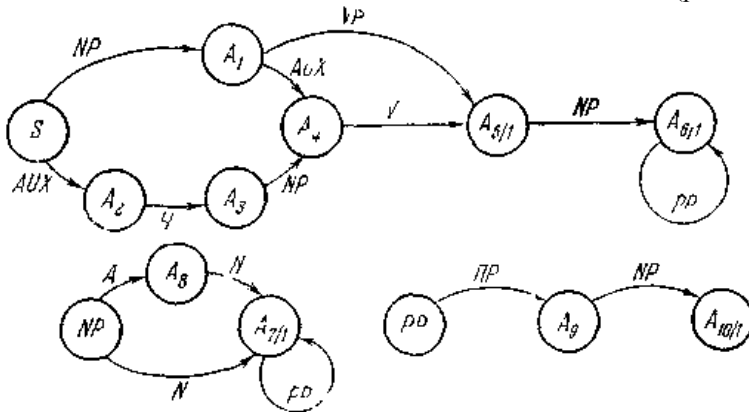 NP A₁ VP
AUX
S A₄ V A₅/₁ NP A₆/₁
AUX A₂ Ч A₃ NP pp
A A₈ N
NP A₇/₁
N pp
pp ПР A₉ NP A₁₀/₁